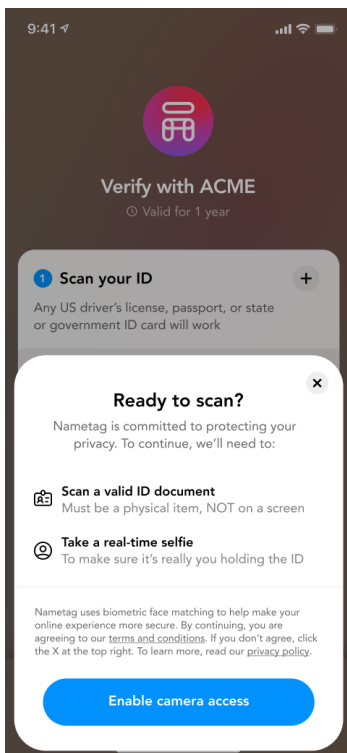 9:41
Verify with ACME
Valid for 1 year
1 Scan your ID
Any US driver's license, passport, or state
or government ID card will work
Ready to scan?
Nametag is committed to protecting your
privacy. To continue, we'll need to:
Scan a valid ID document
Must be a physical item, NOT on a screen
Take a real-time selfie
To make sure it's really you holding the ID
Nametag uses biometric face matching to help make your
online experience more secure. By continuing, you are
agreeing to our terms and conditions. If you don't agree, click
the X at the top right. To learn more, read our privacy policy.
Enable camera access